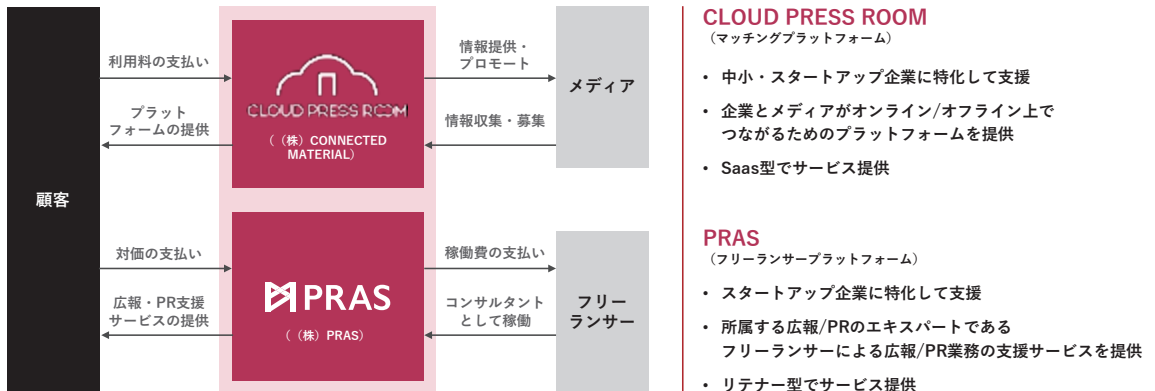 顧客
利用料の支払い
プラット
フォームの提供
CLOUD PRESS ROOM
(（株）CONNECTED
MATERIAL）
情報提供・
プロモート
情報収集・募集
メディア
対価の支払い
広報・PR支援
サービスの提供
PRAS
(（株）PRAS）
稼働費の支払い
コンサルタント
として稼働
フリー
ランサー
CLOUD PRESS ROOM
（マッチングプラットフォーム）
• 中小・スタートアップ企業に特化して支援
• 企業とメディアがオンライン/オフライン上で
つながるためのプラットフォームを提供
• Saas型でサービス提供
PRAS
（フリーランサープラットフォーム）
• スタートアップ企業に特化して支援
• 所属する広報/PRのエキスパートである
フリーランサーによる広報/PR業務の支援サービスを提供
• リテナー型でサービス提供